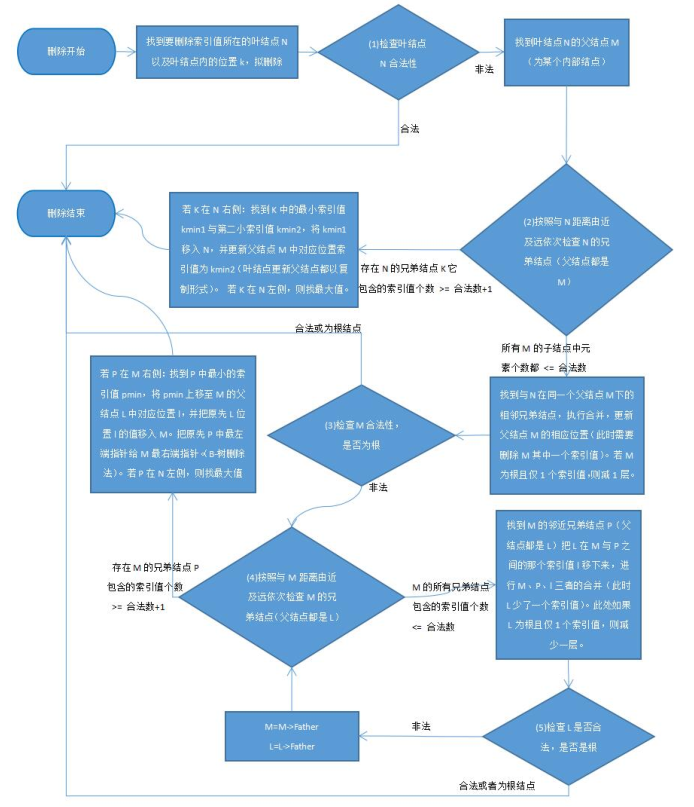 删除开始
找到要删除索引值所在的叶结点 N
以及叶结点内的位置 k，拟删除
(1)检查叶结点
N 合法性
非法
找到叶结点 N 的父结点 M
（为某个内部结点）
合法
删除结束
若 K 在 N 右侧：找到 K 中的最小索引值
kmin1 与第二小索引值 kmin2，将 kmin1
移入 N，并更新父结点 M 中对应位置索
引值为 kmin2（叶结点更新父结点都以复
制形式）。 若 K 在 N 左侧，则找最大值。
存在 N 的兄弟结点 K 它
包含的索引值个数 >= 合法数+1
(2)按照与 N 距离由近
及远依次检查 N 的兄
弟结点（父结点都是
M）
所有 M 的子结点中元
素个数都 <= 合法数
合法或为根结点
若 P 在 M 右侧：找到 P 中最小的索
引值 pmin，将 pmin 上移至 M 的父
结点 L 中对应位置 l，并把原先 L 位
置 l 的值移入 M。把原先 P 中最左
端指针给 M 最右端指针<(B-树删除
法)。若 P 在 N 左侧，则找最大值
(3)检查 M 合法性，
是否为根
找到与 N 在同一个父结点 M 下的
相邻兄弟结点，执行合并，更新
父结点 M 的相应位置（此时需要
删除 M 其中一个索引值）。若 M
为根且仅 1 个索引值，则减 1 层。
非法
存在 M 的兄弟结点 P
包含的索引值个数
>= 合法数+1
(4)按照与 M 距离由近
及远依次检查 M 的兄
弟结点（父结点都是 L）
M 的所有兄弟结点
包含的索引值个数
<= 合法数
找到 M 的邻近兄弟结点 P（父
结点都是 L）把 L 在 M 与 P 之
间的那个索引值 l 移下来，进
行 M、P、l 三者的合并（此时
L 少了一个索引值）。此处如果
L 为根且仅 1 个索引值，则减
少一层。
M=M->Father
L=L->Father
非法
(5)检查 L 是否合
法，是否是根
合法或者为根结点